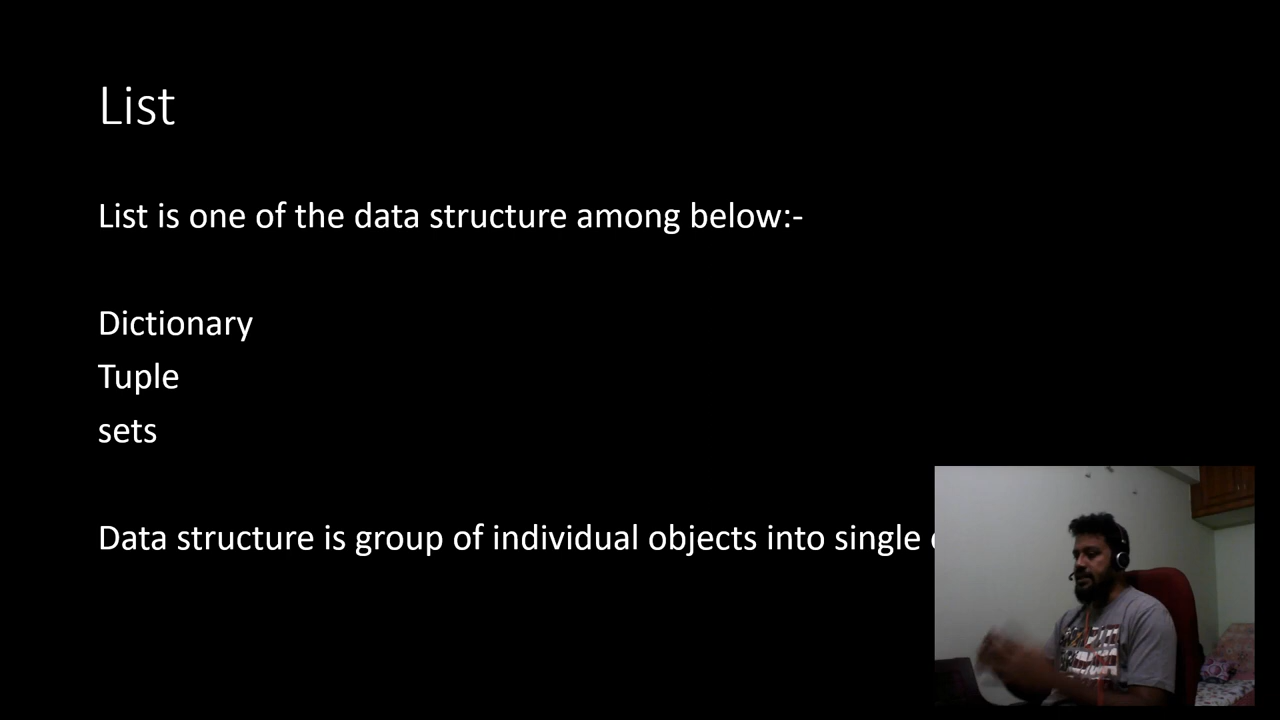 List
List is one of the data structure among below:-
Dictionary
Tuple
sets
Data structure is group of individual objects into single